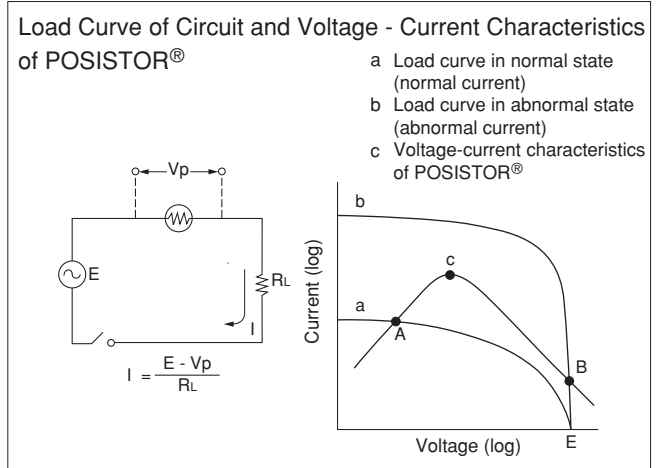 Load Curve of Circuit and Voltage - Current Characteristics
of POSISTOR®
a Load curve in normal state
(normal current)
b Load curve in abnormal state
(abnormal current)
c Voltage-current characteristics
of POSISTOR®
Vp
E
RL
I
I = E - Vp
RL
b
c
a
A
B
Current (log)
Voltage (log)
E